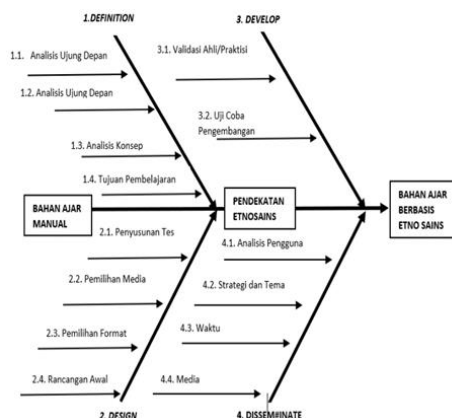 1.DEFINITION
1.1. Analisis Ujung Depan
1.2. Analisis Ujung Depan
1.3. Analisis Konsep
1.4. Tujuan Pembelajaran
3. DEVELOP
3.1. Validasi Ahli/Praktisi
3.2. Uji Coba
Pengembangan
BAHAN AJAR
MANUAL
PENDEKATAN
ETNOSAINS
BAHAN AJAR
BERBASIS
ETNO SAINS
2.1. Penyusunan Tes
2.2. Pemilihan Media
2.3. Pemilihan Format
2.4. Rancangan Awal
2. DESIGN
4.1. Analisis Pengguna
4.2. Strategi dan Tema
4.3. Waktu
4.4. Media
4. DISSEM#INATE